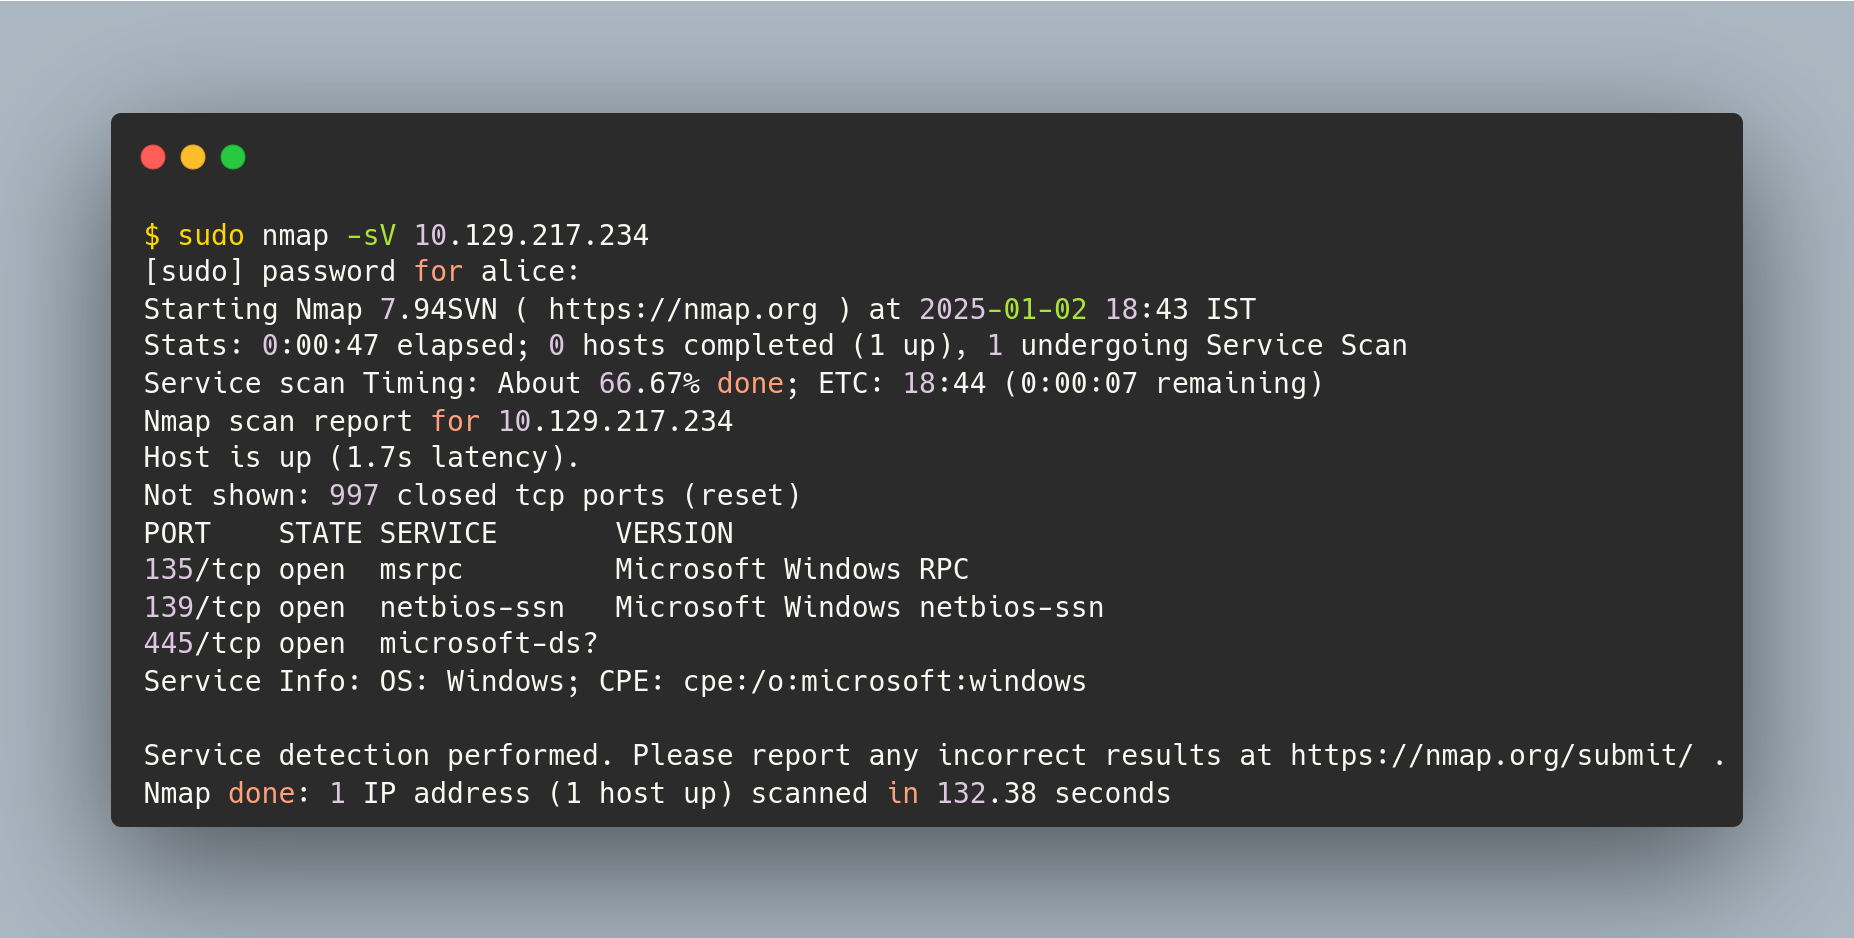 $ sudo nmap -sV 10.129.217.234
[sudo] password for alice:
Starting Nmap 7.94SVN ( https://nmap.org ) at 2025-01-02 18:43 IST
Stats: 0:00:47 elapsed; 0 hosts completed (1 up), 1 undergoing Service Scan
Service scan Timing: About 66.67% done; ETC: 18:44 (0:00:07 remaining)
Nmap scan report for 10.129.217.234
Host is up (1.7s latency).
Not shown: 997 closed tcp ports (reset)
PORT    STATE SERVICE       VERSION
135/tcp open  msrpc         Microsoft Windows RPC
139/tcp open  netbios-ssn   Microsoft Windows netbios-ssn
445/tcp open  microsoft-ds?
Service Info: OS: Windows; CPE: cpe:/o:microsoft:windows
Service detection performed. Please report any incorrect results at https://nmap.org/submit/ .
Nmap done: 1 IP address (1 host up) scanned in 132.38 seconds